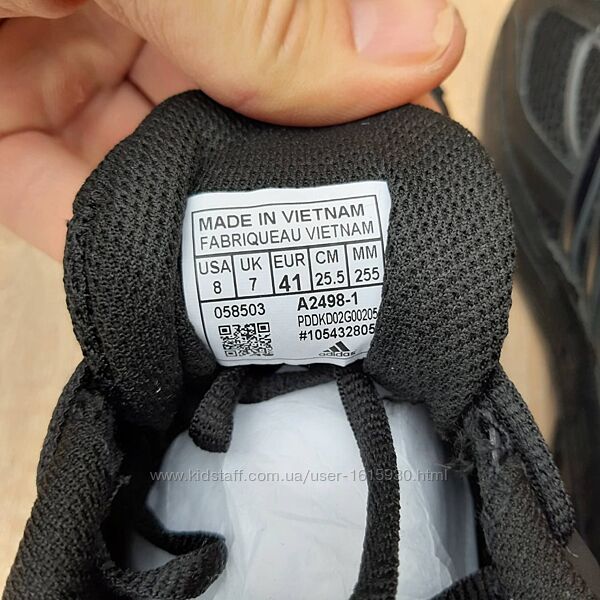 MADE IN VIETNAM
FABRIQUEAU VIETNAM
USA UK EUR CM MM
8 7 41 25.5 255
058503 A2498-1
PDDKD02G00205
#105432805
adidas
www.kidstaff.com.ua/user-1615930.html